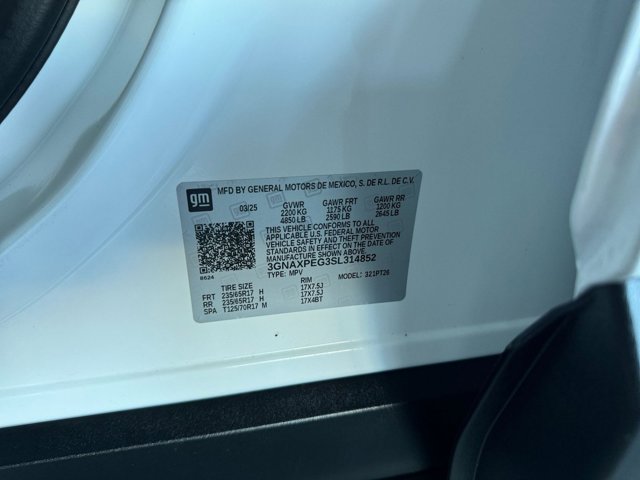 gm MFD BY GENERAL MOTORS DE MEXICO, S. DE R.L. DE C.V.
03/25 GVWR GAWR FRT GAWR RR
2200 KG 1175 KG 1200 KG
4850 LB 2590 LB 2645 LB
THIS VEHICLE CONFORMS TO ALL
APPLICABLE U.S. FEDERAL MOTOR
VEHICLE SAFETY AND THEFT PREVENTION
STANDARDS IN EFFECT ON THE DATE OF
MANUFACTURE SHOWN ABOVE.
3GNAXPEG3SL314852
8624 TYPE: MPV MODEL: 321PT26
TIRE SIZE RIM
FRT 235/65R17 H 17X7.5J
RR 235/65R17 H 17X7.5J
SPA T125/70R17 M 17X4BT